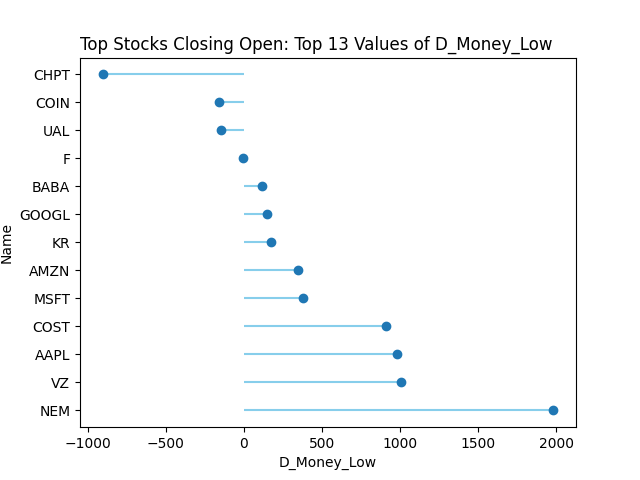 Top Stocks Closing Open: Top 13 Values of D_Money_Low
CHPT
COIN
UAL
F
BABA
GOOGL
KR
AMZN
MSFT
COST
AAPL
VZ
NEM
Name
−1000 −500 0 500 1000 1500 2000
D_Money_Low